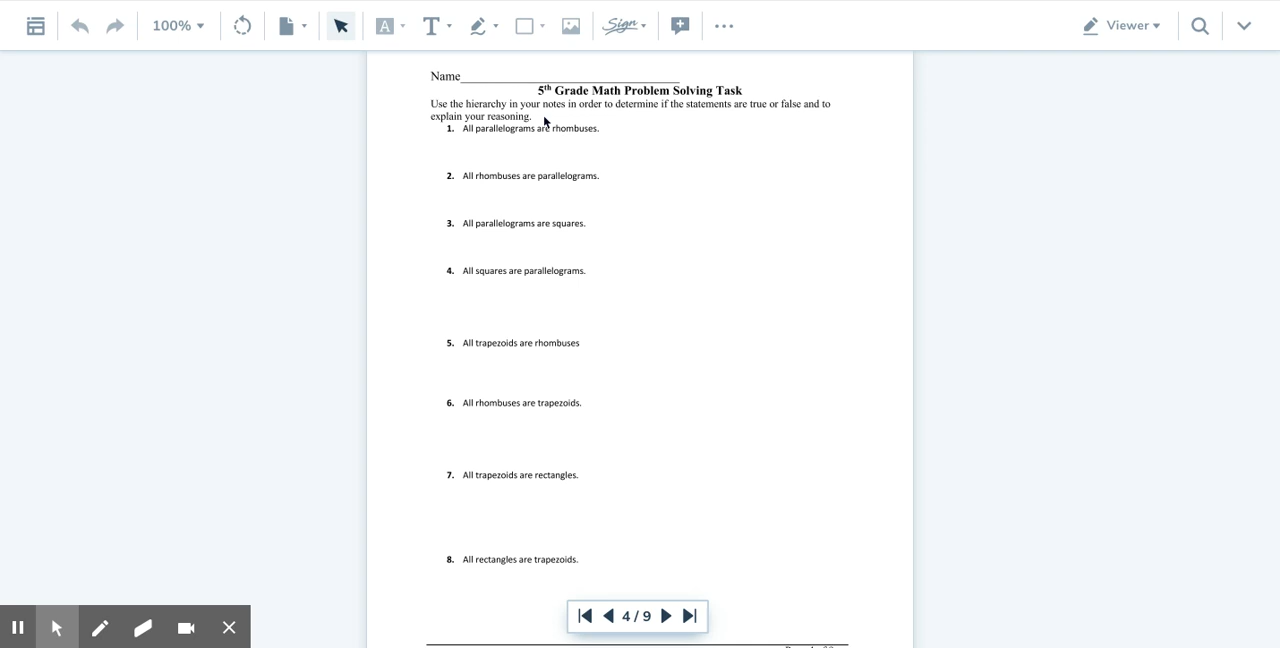 100%
A
T
Sign
Viewer
Name
5th Grade Math Problem Solving Task
Use the hierarchy in your notes in order to determine if the statements are true or false and to
explain your reasoning.
1. All parallelograms are rhombuses.
2. All rhombuses are parallelograms.
3. All parallelograms are squares.
4. All squares are parallelograms.
5. All trapezoids are rhombuses
6. All rhombuses are trapezoids.
7. All trapezoids are rectangles.
8. All rectangles are trapezoids.
4 / 9